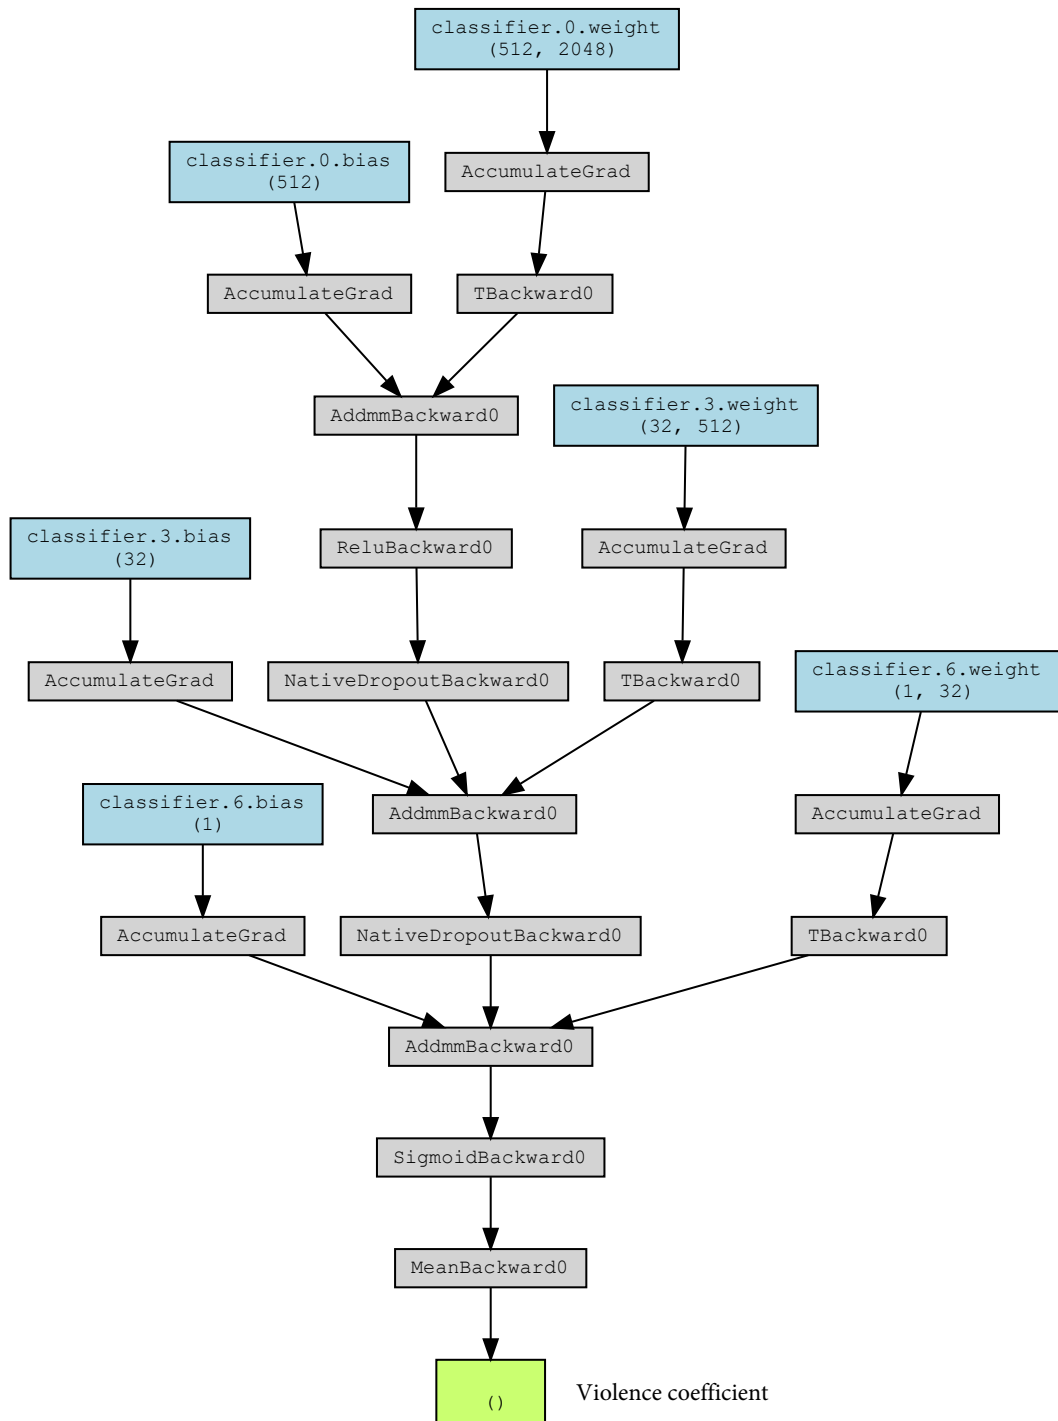 classifier.0.weight
(512, 2048)
classifier.0.bias
(512)
AccumulateGrad
AccumulateGrad
TBackward0
AddmmBackward0
classifier.3.weight
(32, 512)
classifier.3.bias
(32)
ReluBackward0
AccumulateGrad
AccumulateGrad
NativeDropoutBackward0
TBackward0
classifier.6.weight
(1, 32)
classifier.6.bias
(1)
AddmmBackward0
AccumulateGrad
AccumulateGrad
NativeDropoutBackward0
TBackward0
AddmmBackward0
SigmoidBackward0
MeanBackward0
()
Violence coefficient